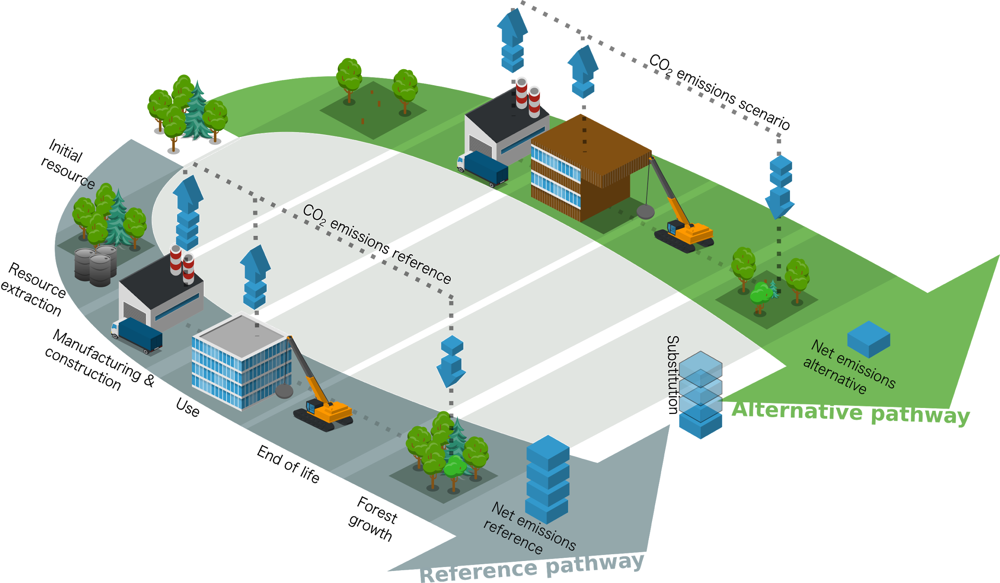 CO₂ emissions scenario
Initial
resource
CO₂ emissions reference
Resource
extraction
Manufacturing &
construction
Use
End of life
Forest
growth
Substitution
Net emissions
alternative
Alternative pathway
Net emissions
reference
Reference pathway